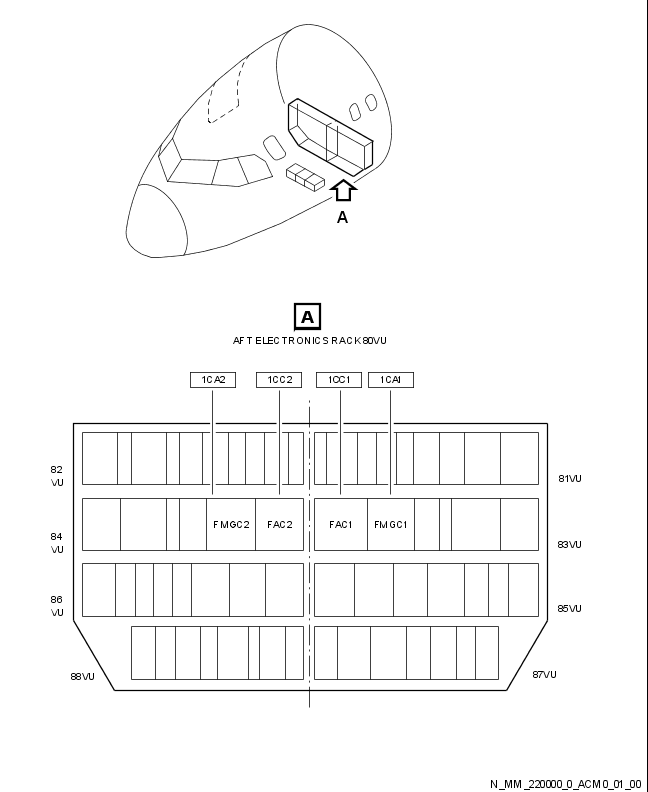 A
A
AFT ELECTRONICS RACK 80VU
1CA2 1CC2 1CC1 1CA1
82 VU
81VU
FMGC2 FAC2 FAC1 FMGC1
84 VU
83VU
86 VU
85VU
88VU
87VU
N_MM_220000_0_ACM0_01_00